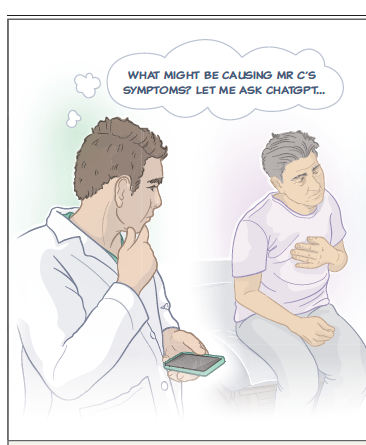 WHAT MIGHT BE CAUSING MR C'S
SYMPTOMS? LET ME ASK CHATGPT...